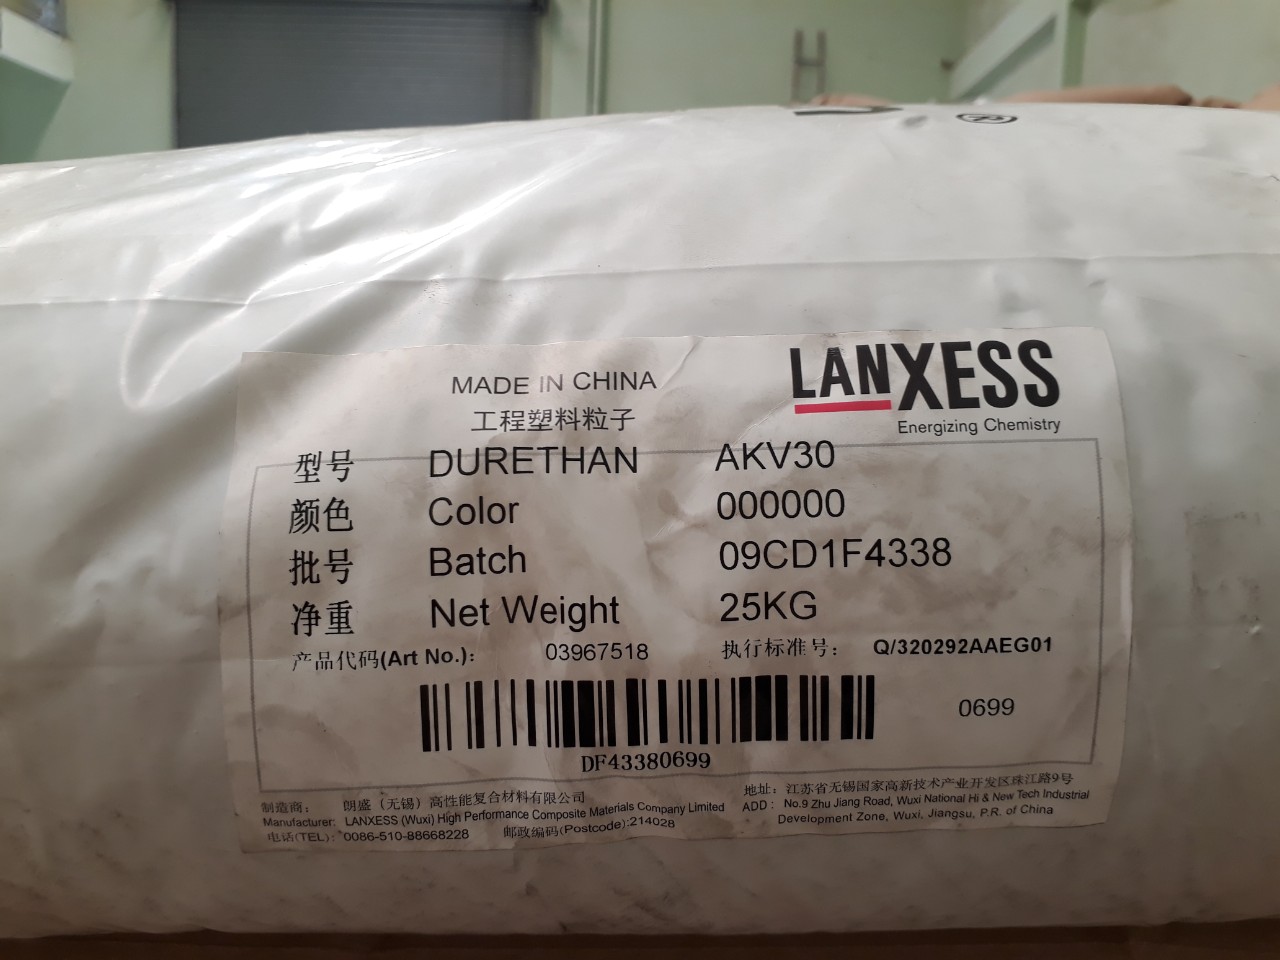 ®
LANXESS
Energizing Chemistry
MADE IN CHINA
工程塑料粒子
型号 DURETHAN AKV30
颜色 Color 000000
批号 Batch 09CD1F4338
净重 Net Weight 25KG
产品代码(Art No.): 03967518 执行标准号: Q/320292AAEG01
0699
DF43380699
制造商: 朗盛(无锡)高性能复合材料有限公司 地址: 江苏省无锡国家高新技术产业开发区珠江路9号
Manufacturer: LANXESS (Wuxi) High Performance Composite Materials Company Limited ADD: No.9 Zhu Jiang Road, Wuxi National Hi & New Tech Industrial
电话(TEL): 0086-510-88668228 邮政编码(Postcode):214028 Development Zone, Wuxi, Jiangsu, P.R. of China